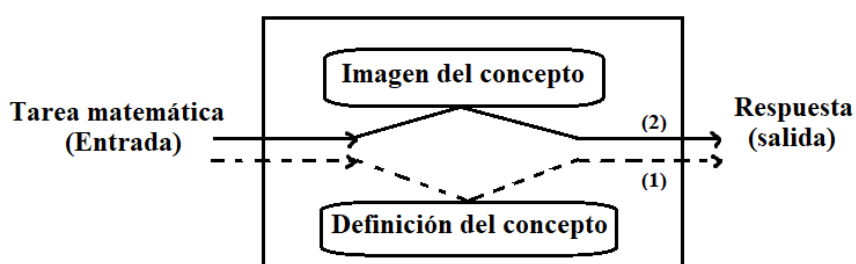 Imagen del concepto
Tarea matemática
(Entrada)
(2)
Respuesta
(salida)
(1)
Definición del concepto